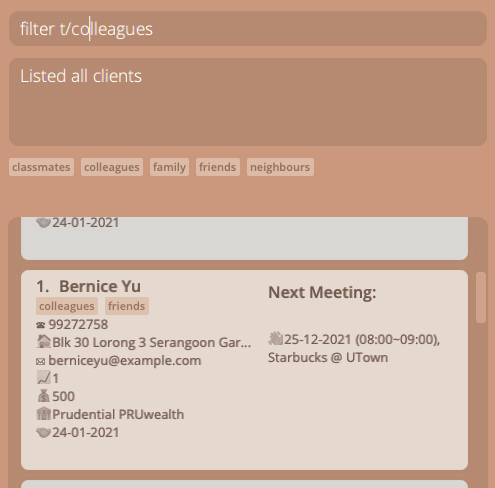 filter t/colleagues
Listed all clients
classmates colleagues family friends neighbours
24-01-2021
1. Bernice Yu
colleagues friends
99272758
Blk 30 Lorong 3 Serangoon Gar...
berniceyu@example.com
1
500
Prudential PRUwealth
24-01-2021
Next Meeting:
25-12-2021 (08:00~09:00),
Starbucks @ UTown